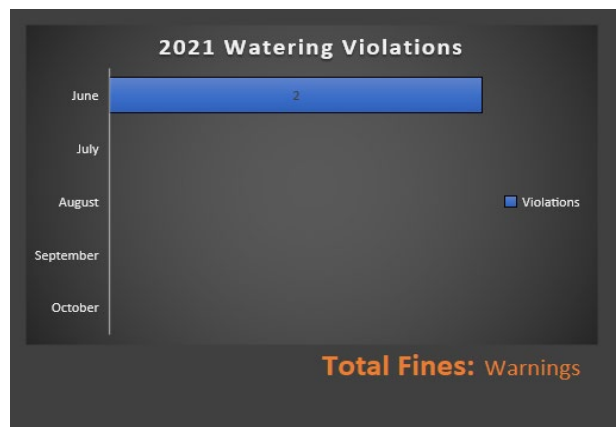 2021 Watering Violations
June
2
July
August
Violations
September
October
Total Fines: Warnings